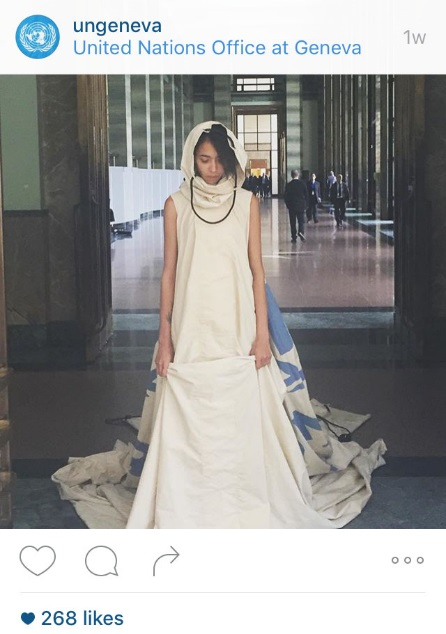 ungeneva
United Nations Office at Geneva
1w
268 likes